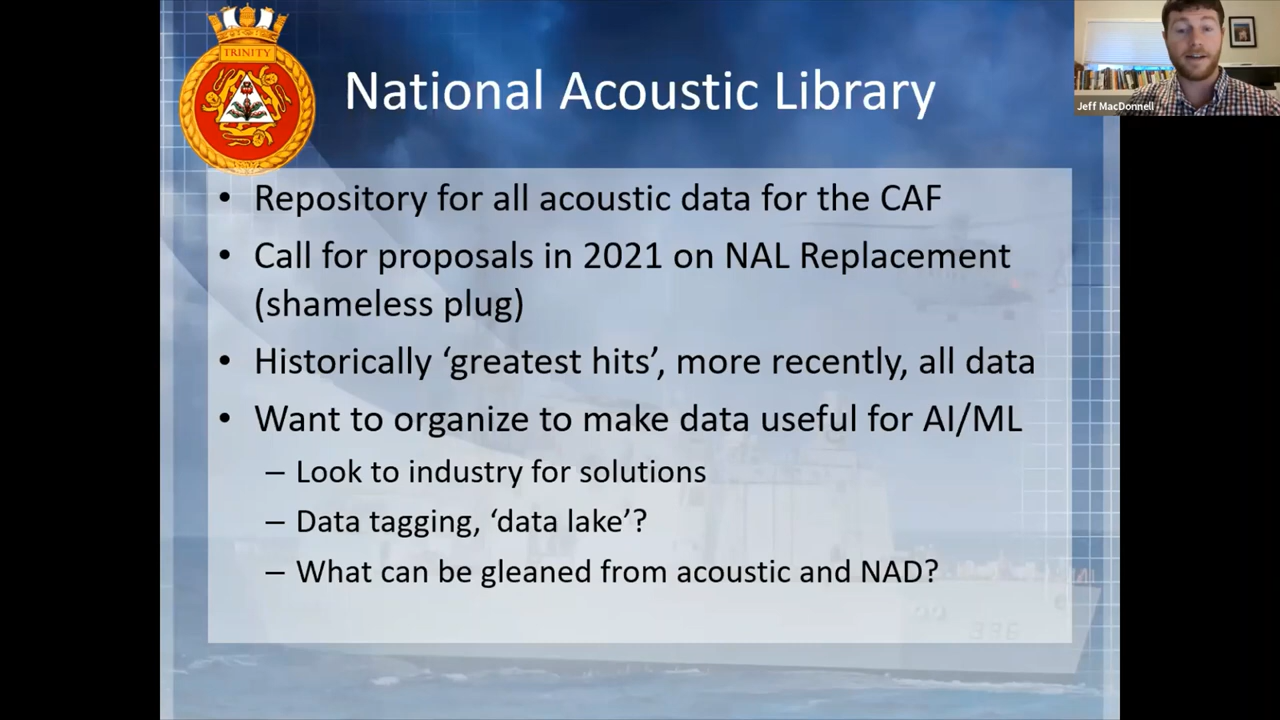 TRINITY
National Acoustic Library
Jeff MacDonnell
• Repository for all acoustic data for the CAF
• Call for proposals in 2021 on NAL Replacement
(shameless plug)
• Historically ‘greatest hits’, more recently, all data
• Want to organize to make data useful for AI/ML
– Look to industry for solutions
– Data tagging, ‘data lake’?
– What can be gleaned from acoustic and NAD?